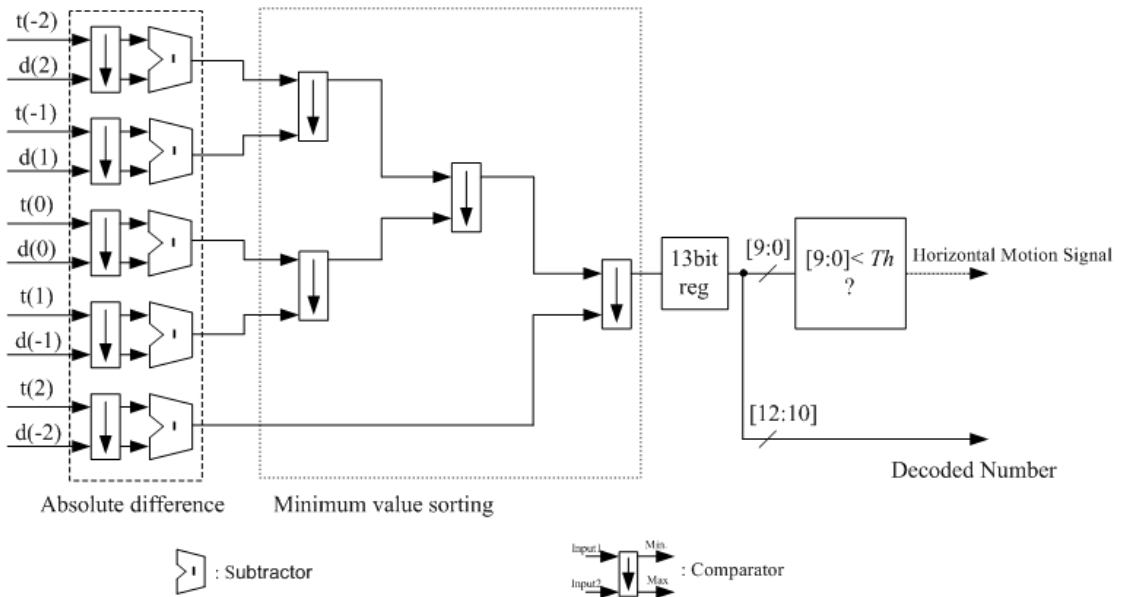 t(-2)
d(2)
t(-1)
d(1)
t(0)
d(0)
t(1)
d(-1)
t(2)
d(-2)
13bit
reg
[9:0]
[9:0]< Th
?
Horizontal Motion Signal
[12:10]
Decoded Number
Absolute difference
Minimum value sorting
: Subtractor
Input1
Min.
Input2
Max
: Comparator